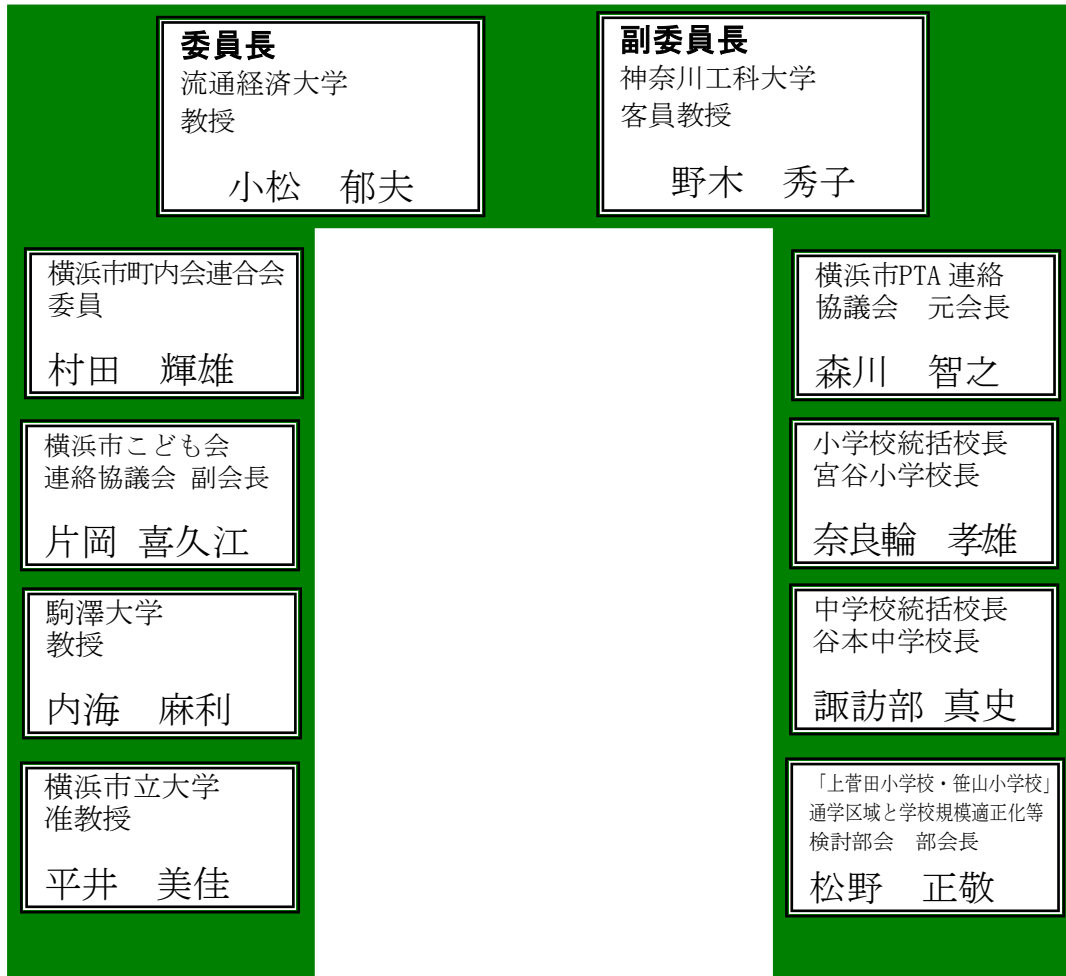 委員長
流通経済大学
教授
小松　郁夫
副委員長
神奈川工科大学
客員教授
野木　秀子
横浜市町内会連合会
委員
村田　輝雄
横浜市こども会
連絡協議会 副会長
片岡 喜久江
駒澤大学
教授
内海　麻利
横浜市立大学
准教授
平井　美佳
横浜市PTA 連絡
協議会　元会長
森川　智之
小学校統括校長
宮谷小学校長
奈良輪　孝雄
中学校統括校長
谷本中学校長
諏訪部 真史
「上菅田小学校・笹山小学校」
通学区域と学校規模適正化等
検討部会　部会長
松野　正敬